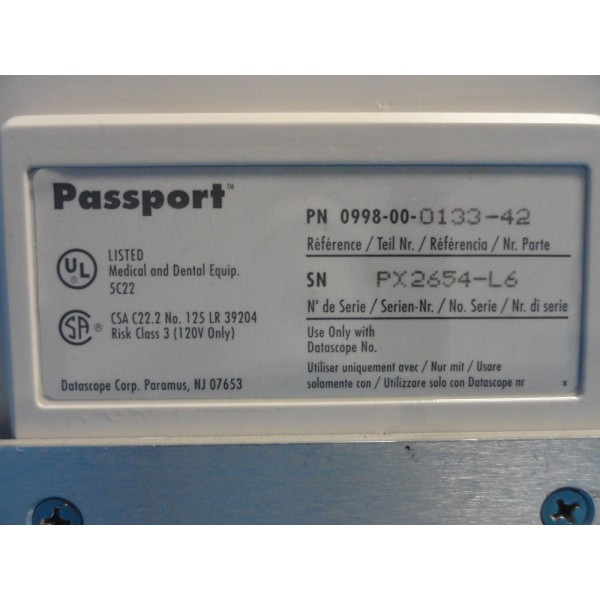 Passport™
UL®
LISTED
Medical and Dental Equip.
5C22
SA®
CSA C22.2 No. 125 LR 39204
Risk Class 3 (120V Only)
Datascope Corp. Paramus, NJ 07653
PN 0998-00-0133-42
Référence / Teil Nr. / Référencia / Nr. Parte
SN PX2654-L6
N° de Serie / Serien-Nr. / No. Serie / Nr. di serie
Use Only with
Datascope No.
Utiliser uniquement avec / Nur mit / Usare
solamente con / Utilizzare solo con Datascope nr
x